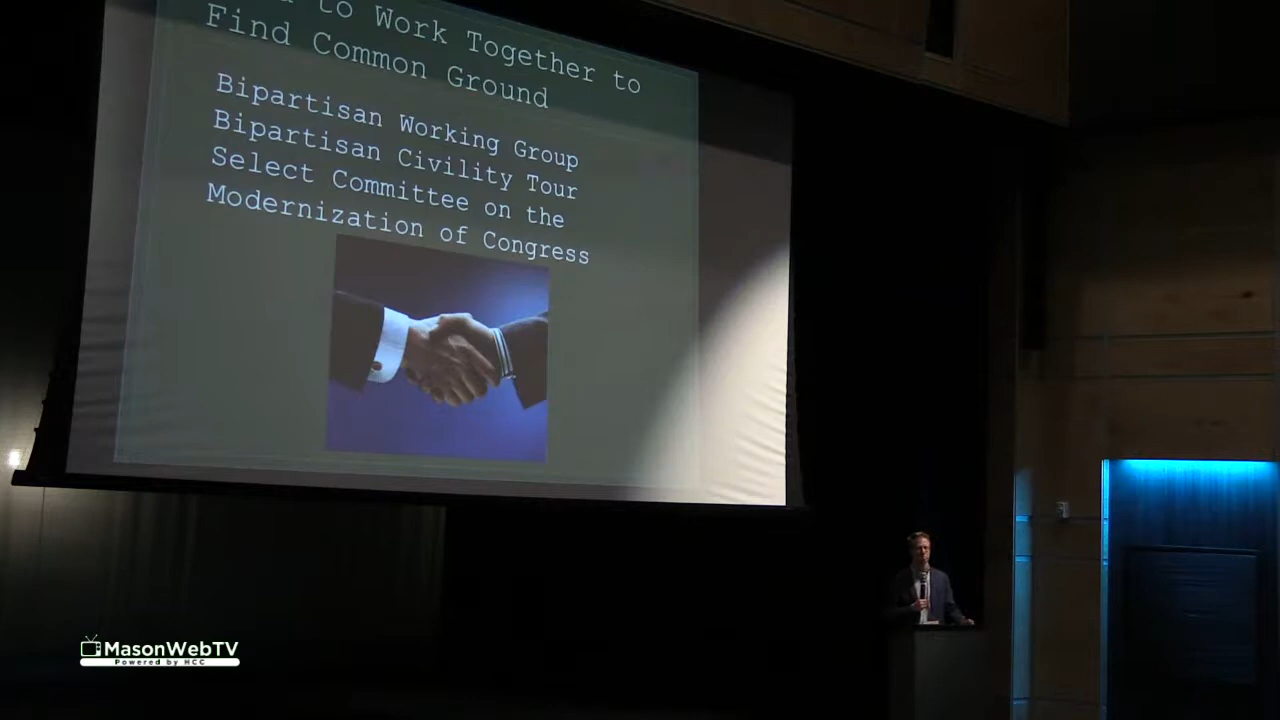 to Work Together to
Find Common Ground
Bipartisan Working Group
Bipartisan Civility Tour
Select Committee on the
Modernization of Congress
MasonWebTV
Powered by HCC